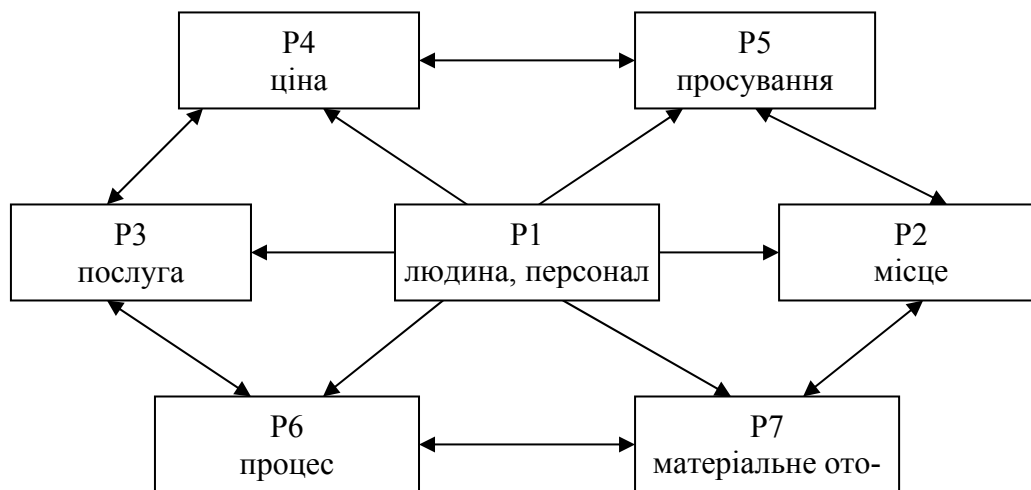 P4
ціна
P5
просування
P3
послуга
P1
людина, персонал
P2
місце
P6
процес
P7
матеріальне ото-